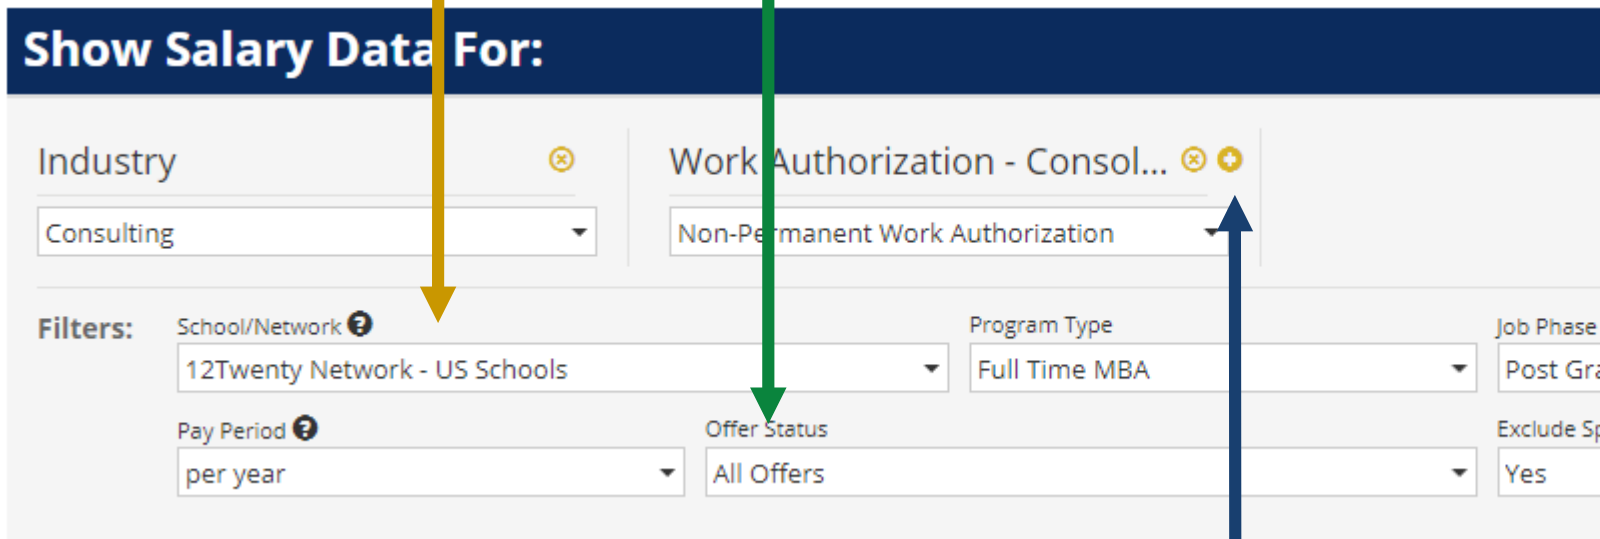 Show Salary Data For:
Industry
Work Authorization - Consol...
Consulting
Non-Permanent Work Authorization
Filters:
School/Network
Program Type
Job Phase
12Twenty Network - US Schools
Full Time MBA
Post Gra
Pay Period
Offer Status
Exclude Sp
per year
All Offers
Yes